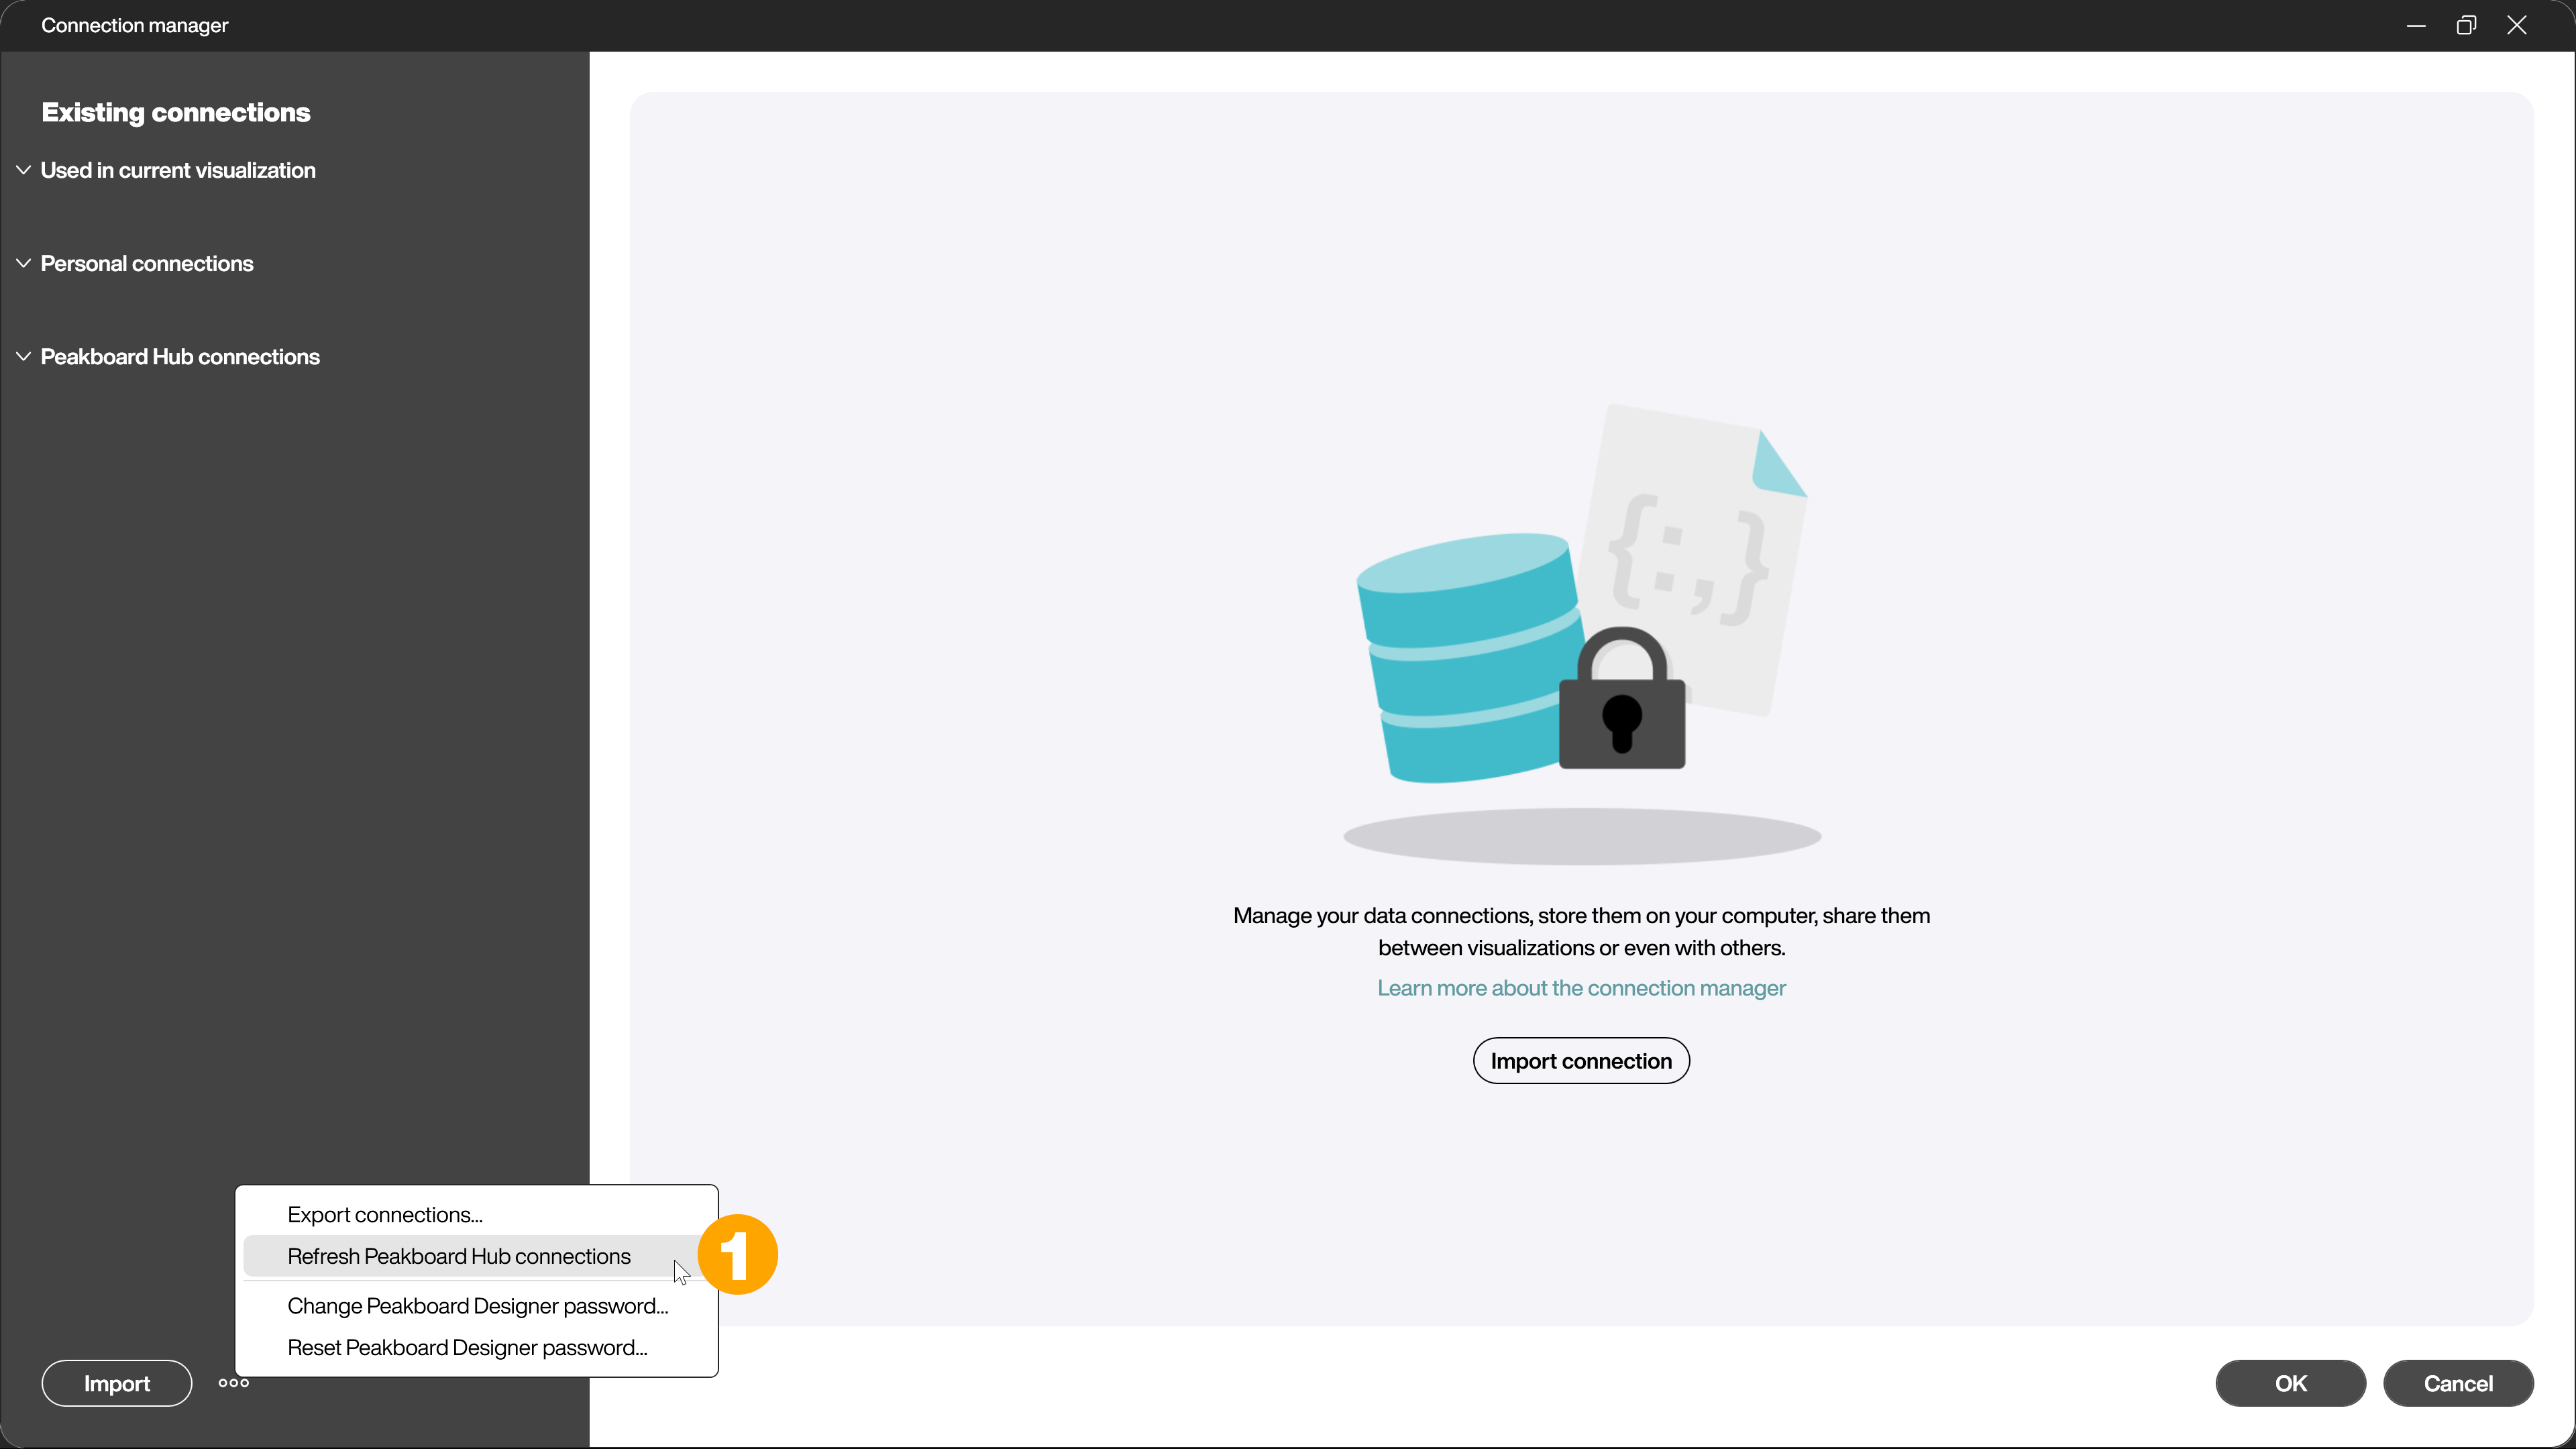 Connection manager
Existing connections
Used in current visualization
Personal connections
Peakboard Hub connections
{:.,}
Manage your data connections, store them on your computer, share them
between visualizations or even with others.
Learn more about the connection manager
Import connection
Export connections...
Refresh Peakboard Hub connections
1
Change Peakboard Designer password...
Reset Peakboard Designer password...
Import
OK
Cancel